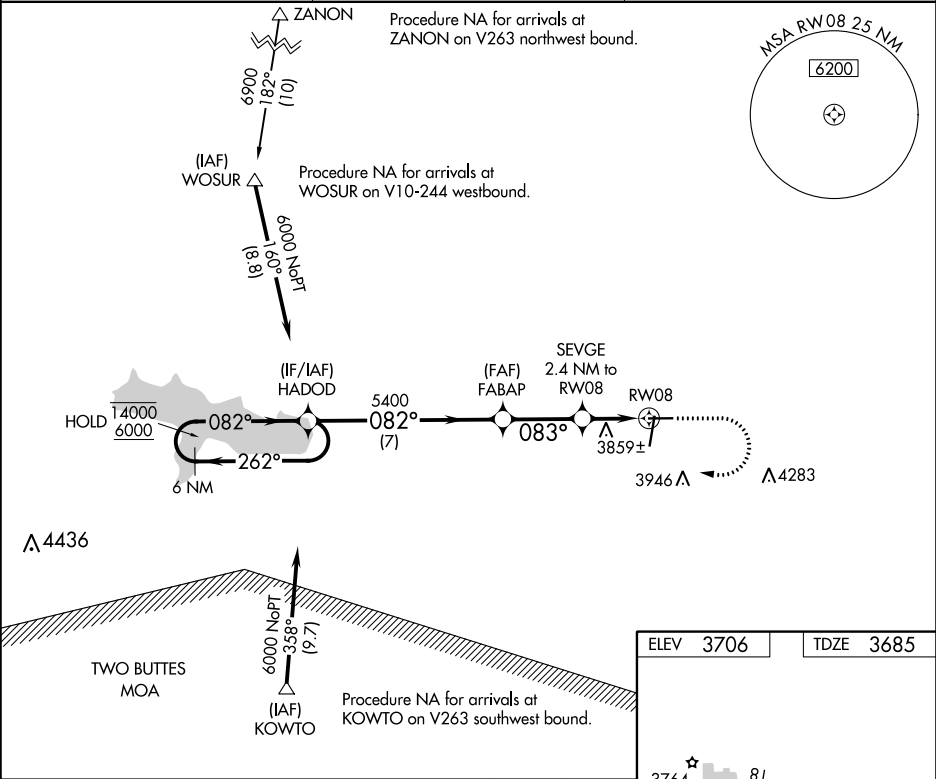 ZANON
Procedure NA for arrivals at
ZANON on V263 northwest bound.
MSA RW08 25 NM
6200
6900
182°
(10)
(IAF)
WOSUR
Procedure NA for arrivals at
WOSUR on V10-244 westbound.
6000 NoPT
160°
(8.8)
(IF/IAF)
HADOD
(FAF)
FABAP
SEVGE
2.4 NM to
RW08
RW08
HOLD
14000
6000
082°
5400
082°
(7)
083°
3859±
262°
6 NM
3946
4283
4436
6000 NoPT
358°
(9.7)
TWO BUTTES
MOA
(IAF)
KOWTO
Procedure NA for arrivals at
KOWTO on V263 southwest bound.
ELEV 3706
TDZE 3685
3764